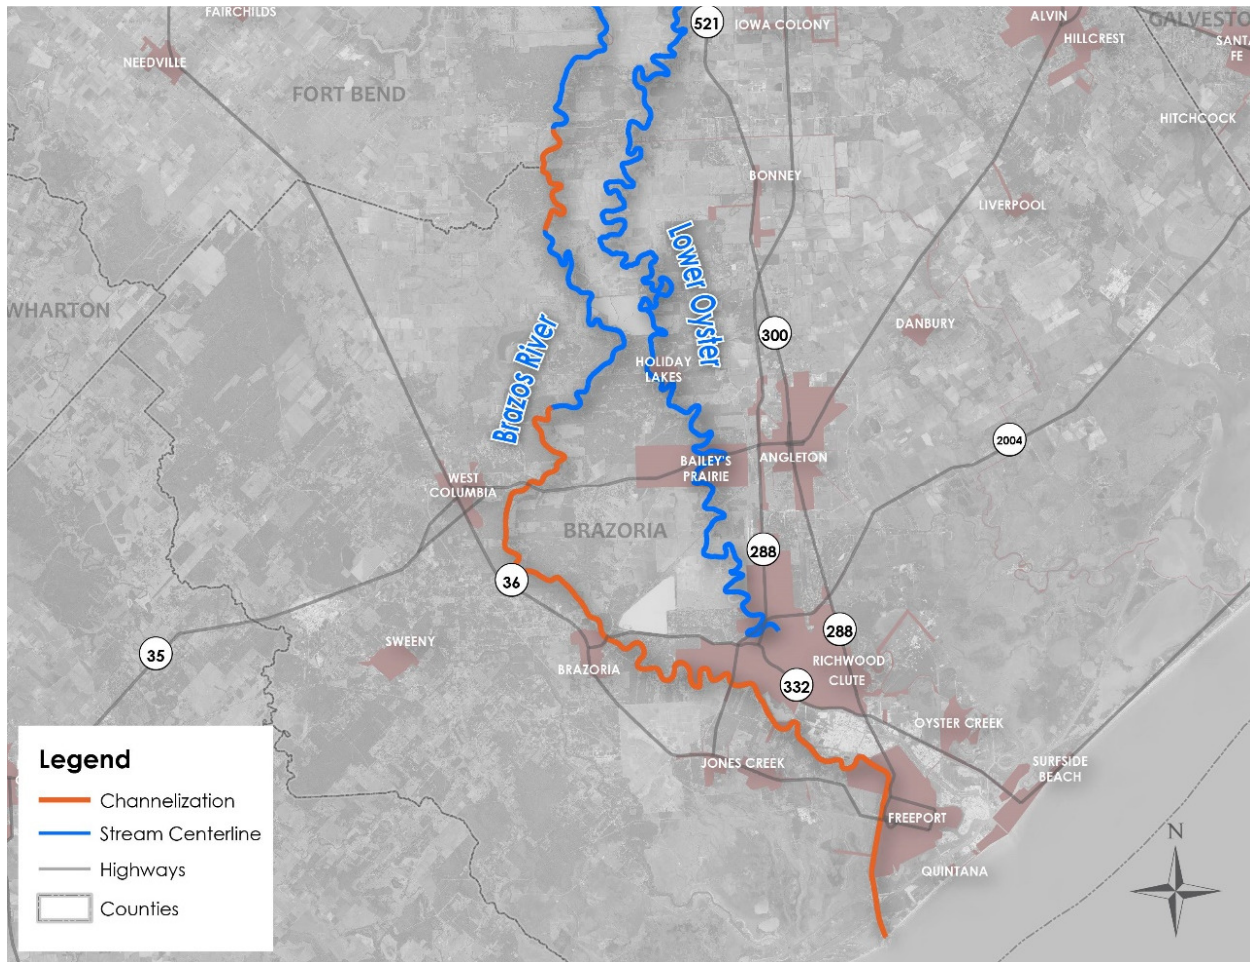 FAIRCHILDS
521
IOWA COLONY
ALVIN
GALVESTO
HILLCREST
SANTA
FE
NEEDVILLE
FORT BEND
HITCHCOCK
BONNEY
LIVERPOOL
Lower Oyster
WHARTON
DANBURY
300
Brazos River
HOLIDAY
LAKES
2004
BAILEY'S
PRAIRIE
ANGLETON
WEST
COLUMBIA
BRAZORIA
288
36
35
SWEENY
288
BRAZORIA
RICHWOOD
CLUTE
332
OYSTER CREEK
JONES CREEK
SURFSIDE
BEACH
FREEPORT
QUINTANA
N
Legend
Channelization
Stream Centerline
Highways
Counties